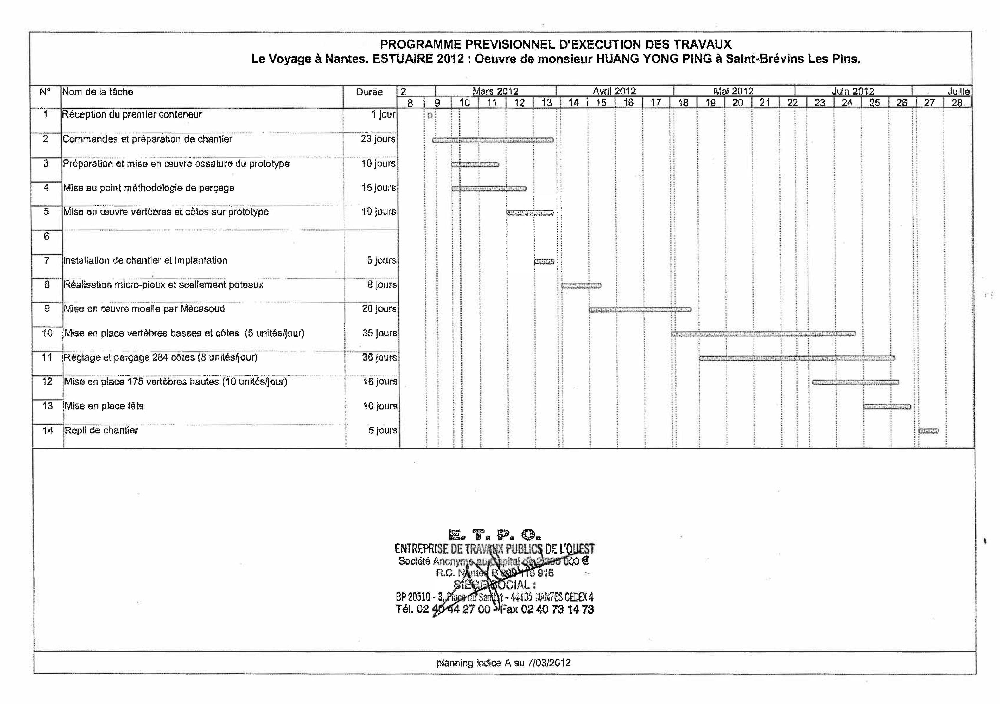 PROGRAMME PREVISIONNEL D'EXECUTION DES TRAVAUX
Le Voyage à Nantes. ESTUAIRE 2012 : Oeuvre de monsieur HUANG YONG PING à Saint-Brévins Les Pins.
N° Nom de la tâche Durée 2 Mars 2012 Avril 2012 Mai 2012 Juin 2012 Juille
8 9 10 11 12 13 14 15 16 17 18 19 20 21 22 23 24 25 26 27 28
1 Réception du premier conteneur 1 jour
2 Commandes et préparation de chantier 23 jours
3 Préparation et mise en œuvre ossature du prototype 10 jours
4 Mise au point méthodologie de perçage 15 jours
5 Mise en œuvre vertèbres et côtes sur prototype 10 jours
6
7 Installation de chantier et implantation 5 jours
8 Réalisation micro-pieux et scellement poteaux 8 jours
9 Mise en œuvre moelle par Mécasoud 20 jours
10 Mise en place vertèbres basses et côtes (5 unités/jour) 35 jours
11 Réglage et perçage 284 côtes (8 unités/jour) 36 jours
12 Mise en place 175 vertèbres hautes (10 unités/jour) 16 jours
13 Mise en place tête 10 jours
14 Repli de chantier 5 jours
E. T. P. O.
ENTREPRISE DE TRAVAUX PUBLICS DE L'OUEST
Société Anonyme au Capital de 000 €
R.C. Nantes B 116 916
SIEGE SOCIAL :
BP 20510 - 3, Place du Sanitat - 44105 NANTES CEDEX 4
Tél. 02 40 44 27 00 - Fax 02 40 73 14 73
planning indice A au 7/03/2012